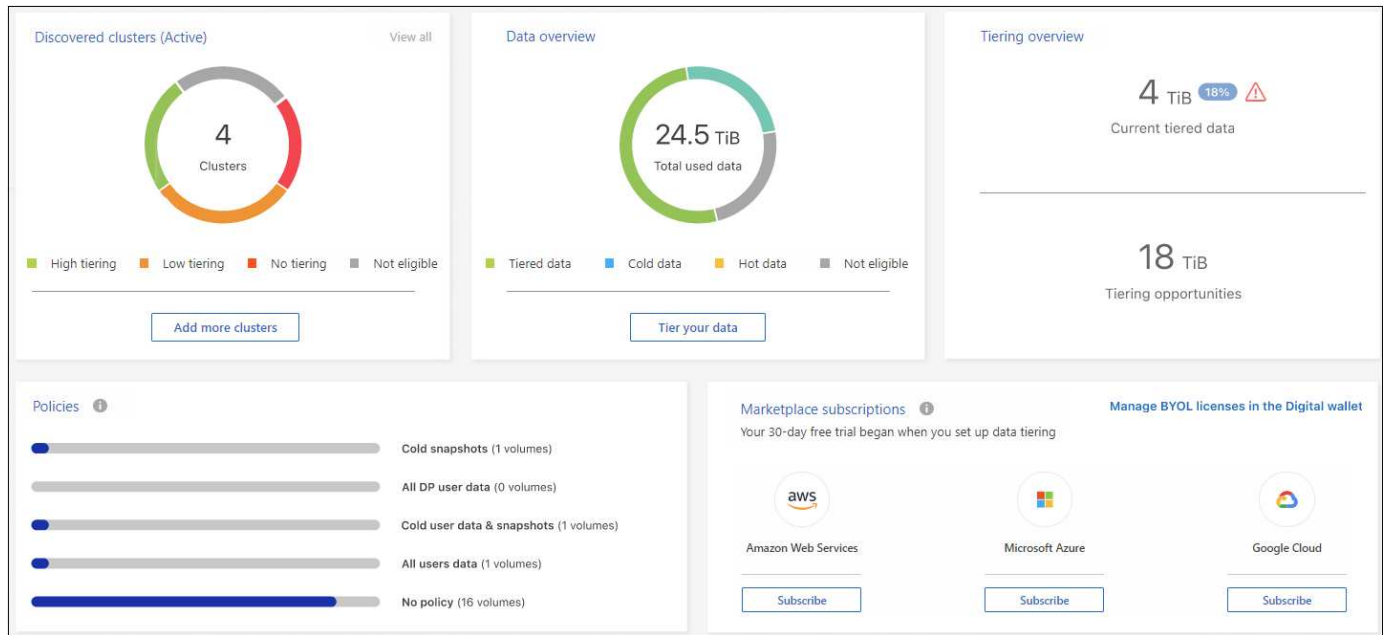 Discovered clusters (Active)
View all
4
Clusters
High tiering
Low tiering
No tiering
Not eligible
Add more clusters
Data overview
24.5 TiB
Total used data
Tiered data
Cold data
Hot data
Not eligible
Tier your data
Tiering overview
4 TiB 18%
Current tiered data
18 TiB
Tiering opportunities
Policies
Cold snapshots (1 volumes)
All DP user data (0 volumes)
Cold user data & snapshots (1 volumes)
All users data (1 volumes)
No policy (16 volumes)
Marketplace subscriptions
Manage BYOL licenses in the Digital wallet
Your 30-day free trial began when you set up data tiering
aws
Amazon Web Services
Subscribe
Microsoft Azure
Subscribe
Google Cloud
Subscribe